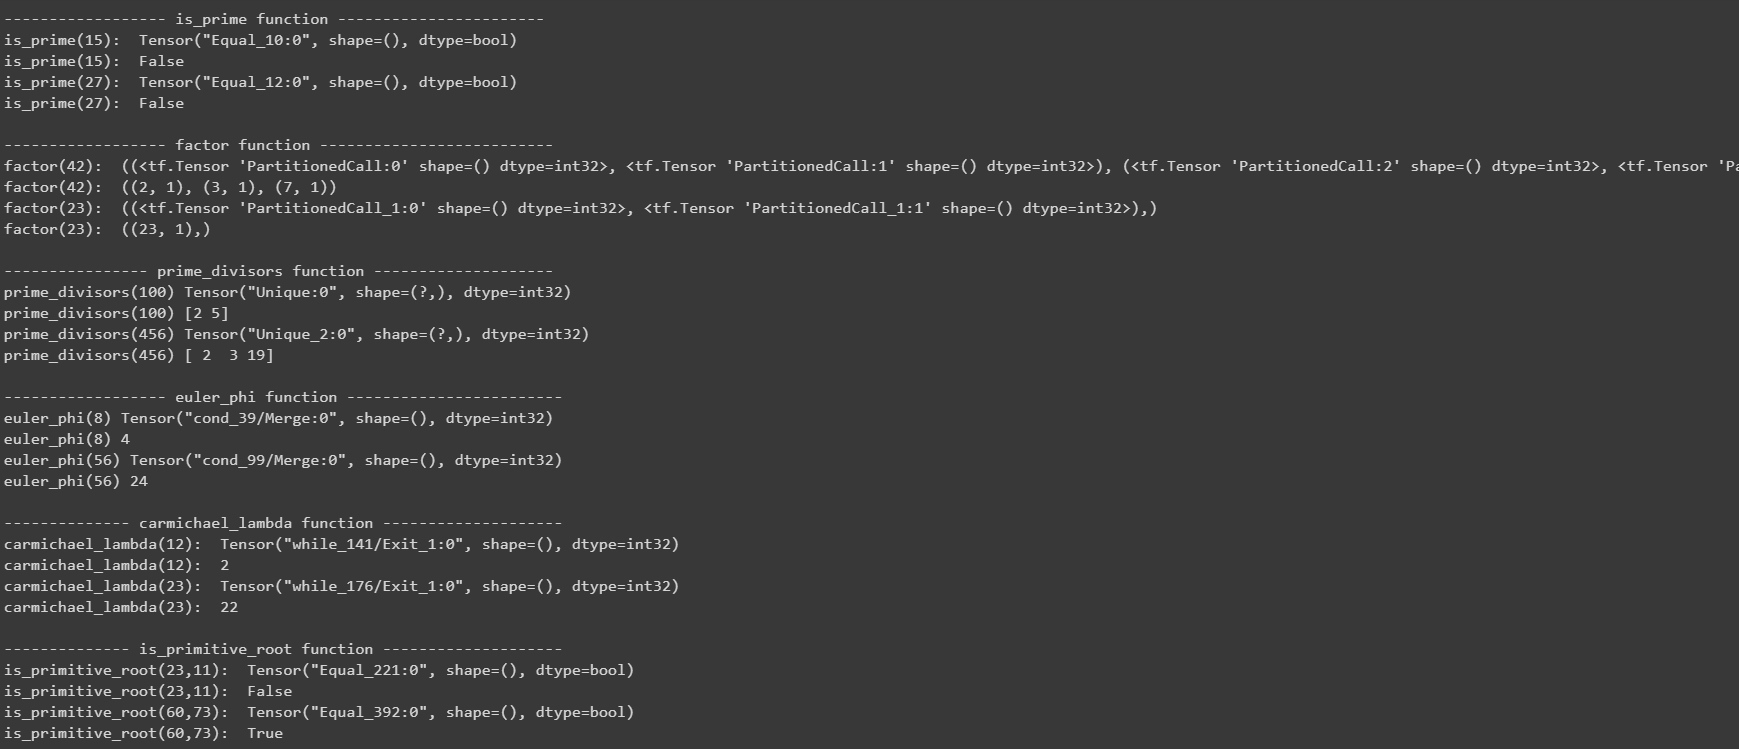 ------------------ is_prime function -----------------------
is_prime(15):  Tensor("Equal_10:0", shape=(), dtype=bool)
is_prime(15):  False
is_prime(27):  Tensor("Equal_12:0", shape=(), dtype=bool)
is_prime(27):  False
------------------ factor function --------------------------
factor(42):  ((<tf.Tensor 'PartitionedCall:0' shape=() dtype=int32>, <tf.Tensor 'PartitionedCall:1' shape=() dtype=int32>), (<tf.Tensor 'PartitionedCall:2' shape=() dtype=int32>, <tf.Tensor 'Pa
factor(42):  ((2, 1), (3, 1), (7, 1))
factor(23):  ((<tf.Tensor 'PartitionedCall_1:0' shape=() dtype=int32>, <tf.Tensor 'PartitionedCall_1:1' shape=() dtype=int32>),)
factor(23):  ((23, 1),)
---------------- prime_divisors function --------------------
prime_divisors(100) Tensor("Unique:0", shape=(?,), dtype=int32)
prime_divisors(100) [2 5]
prime_divisors(456) Tensor("Unique_2:0", shape=(?,), dtype=int32)
prime_divisors(456) [ 2  3 19]
------------------ euler_phi function ------------------------
euler_phi(8) Tensor("cond_39/Merge:0", shape=(), dtype=int32)
euler_phi(8) 4
euler_phi(56) Tensor("cond_99/Merge:0", shape=(), dtype=int32)
euler_phi(56) 24
-------------- carmichael_lambda function --------------------
carmichael_lambda(12):  Tensor("while_141/Exit_1:0", shape=(), dtype=int32)
carmichael_lambda(12):  2
carmichael_lambda(23):  Tensor("while_176/Exit_1:0", shape=(), dtype=int32)
carmichael_lambda(23):  22
-------------- is_primitive_root function --------------------
is_primitive_root(23,11):  Tensor("Equal_221:0", shape=(), dtype=bool)
is_primitive_root(23,11):  False
is_primitive_root(60,73):  Tensor("Equal_392:0", shape=(), dtype=bool)
is_primitive_root(60,73):  True